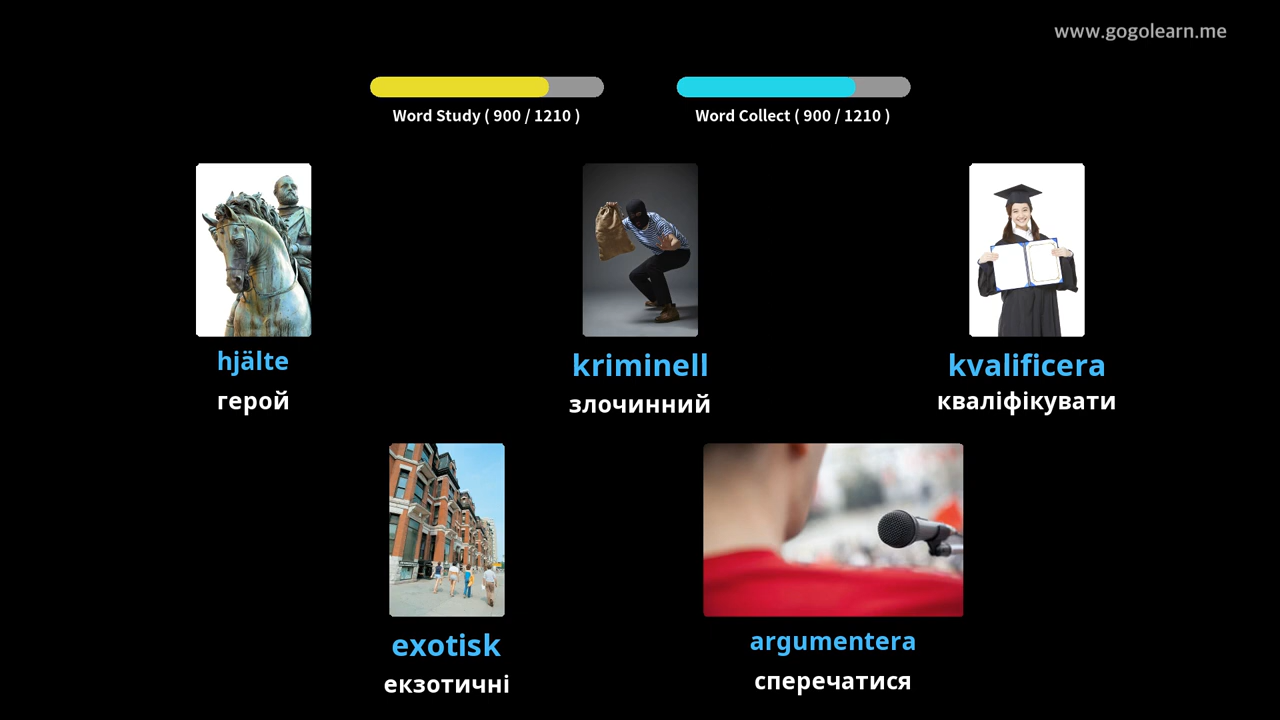 www.gogolearn.me
Word Study ( 900 / 1210 )
Word Collect ( 900 / 1210 )
hjälte
герой
kriminell
злочинний
kvalificera
кваліфікувати
exotisk
екзотичні
argumentera
сперечатися